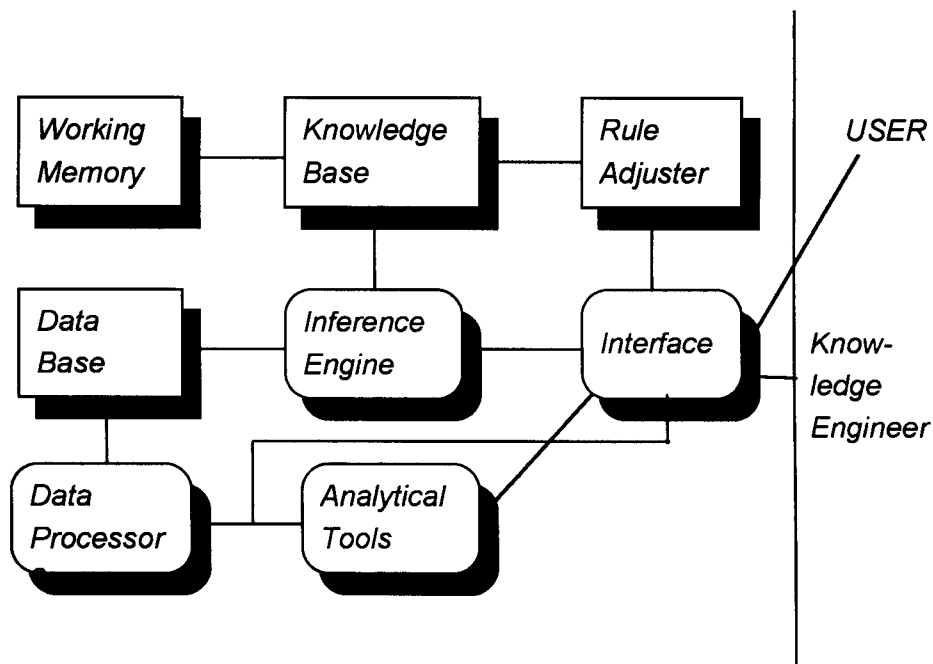 Working
Memory
Knowledge
Base
Rule
Adjuster
USER
Data
Base
Inference
Engine
Interface
Know-
ledge
Engineer
Data
Processor
Analytical
Tools